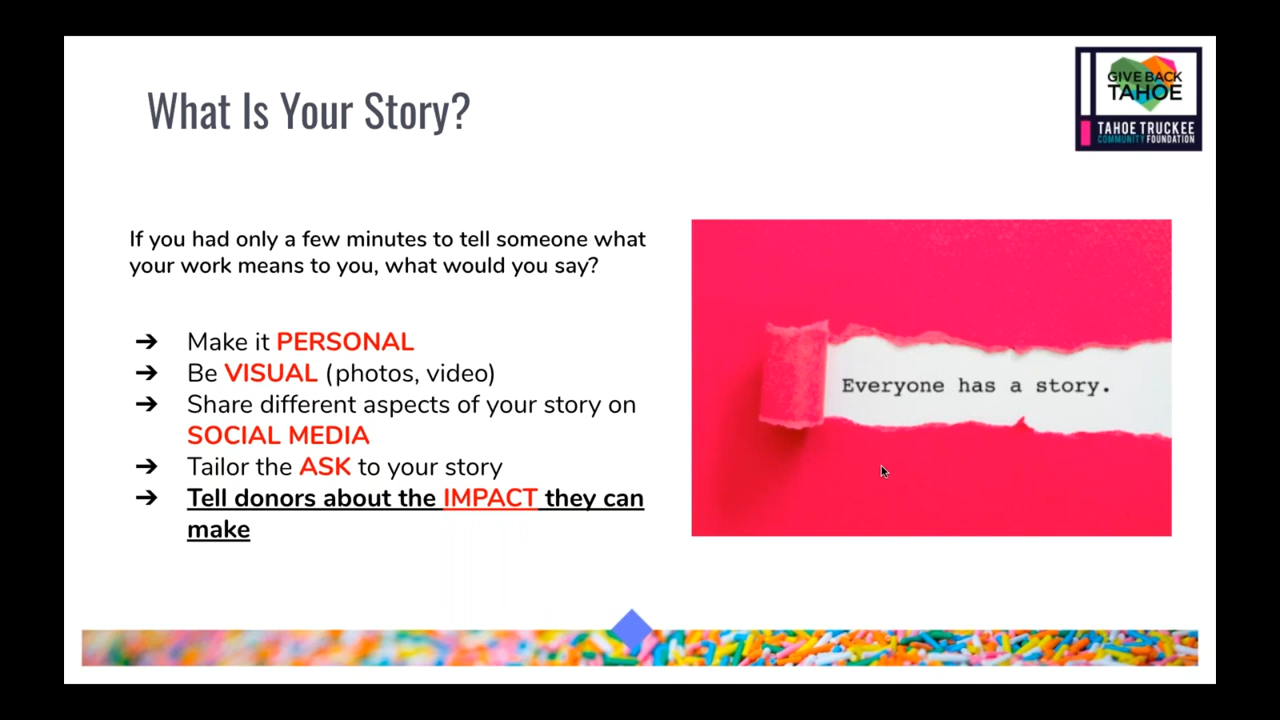 What Is Your Story?
GIVE BACK
TAHOE
TAHOE TRUCKEE
COMMUNITY FOUNDATION
If you had only a few minutes to tell someone what
your work means to you, what would you say?
➔ Make it PERSONAL
➔ Be VISUAL (photos, video)
➔ Share different aspects of your story on
SOCIAL MEDIA
➔ Tailor the ASK to your story
➔ Tell donors about the IMPACT they can
make
Everyone has a story.